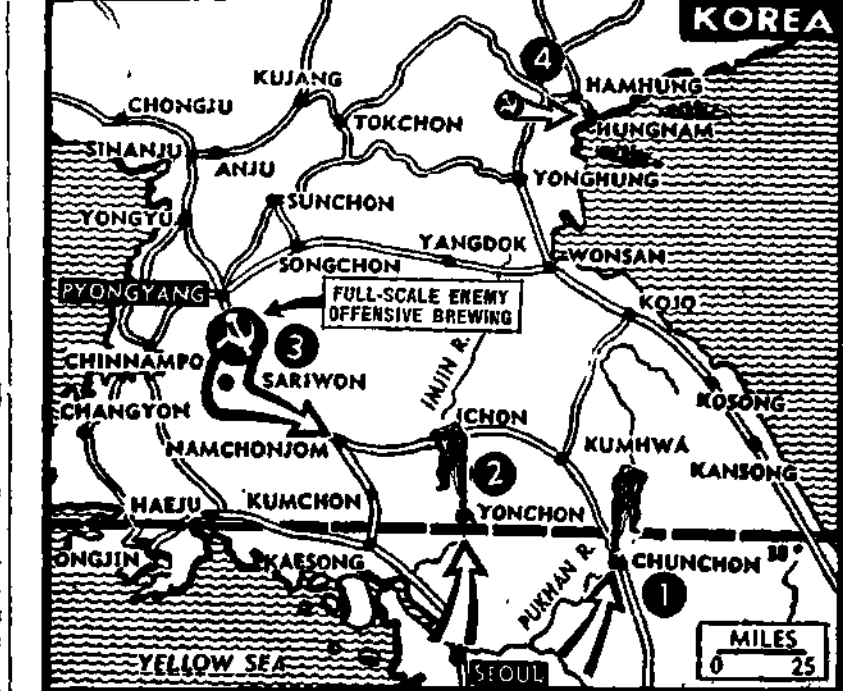 KOREA
4
KUJANG
HAMHUNG
CHONGJU
TOKCHON
HUNGNAM
SINANJU
ANJU
YONGHUNG
SUNCHON
YONGYU
YANGDOK
WONSAN
SONGCHON
PYONGYANG
FULL-SCALE ENEMY
OFFENSIVE BREWING
KOJO
3
CHINNAMPO
IMJIN R.
SARIWON
CHANGYON
ICHON
KOSONG
NAMCHONJOM
KUMHWA
KANSONG
2
HAEJU
KUMCHON
YONCHON
ONGJIN
KAESONG
PUKHAN R.
CHUNCHON
38°
1
MILES
0 25
YELLOW SEA
SEOUL